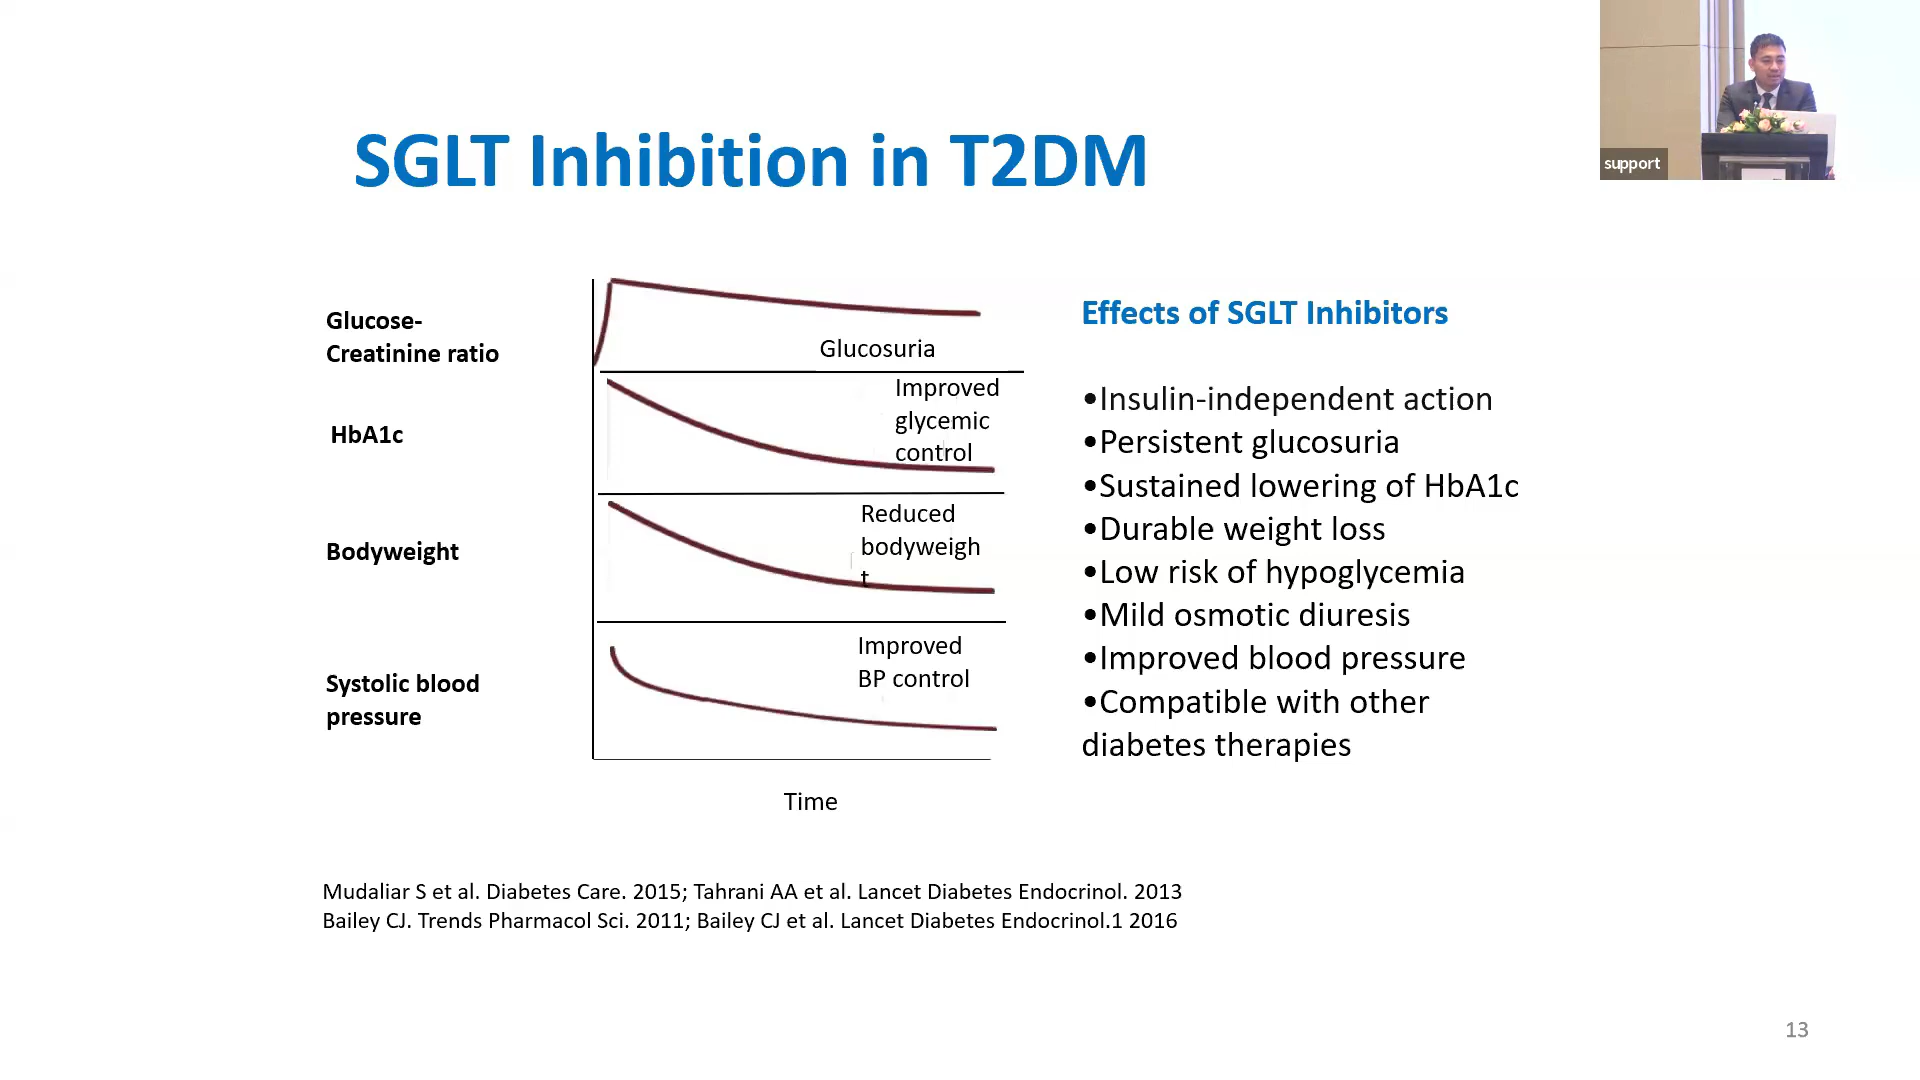 support
SGLT Inhibition in T2DM
Glucose-
Creatinine ratio
Glucosuria
HbA1c
Improved
glycemic
control
Bodyweight
Reduced
bodyweigh
t
Systolic blood
pressure
Improved
BP control
Time
Effects of SGLT Inhibitors
•Insulin-independent action
•Persistent glucosuria
•Sustained lowering of HbA1c
•Durable weight loss
•Low risk of hypoglycemia
•Mild osmotic diuresis
•Improved blood pressure
•Compatible with other
diabetes therapies
Mudaliar S et al. Diabetes Care. 2015; Tahrani AA et al. Lancet Diabetes Endocrinol. 2013
Bailey CJ. Trends Pharmacol Sci. 2011; Bailey CJ et al. Lancet Diabetes Endocrinol.1 2016
13